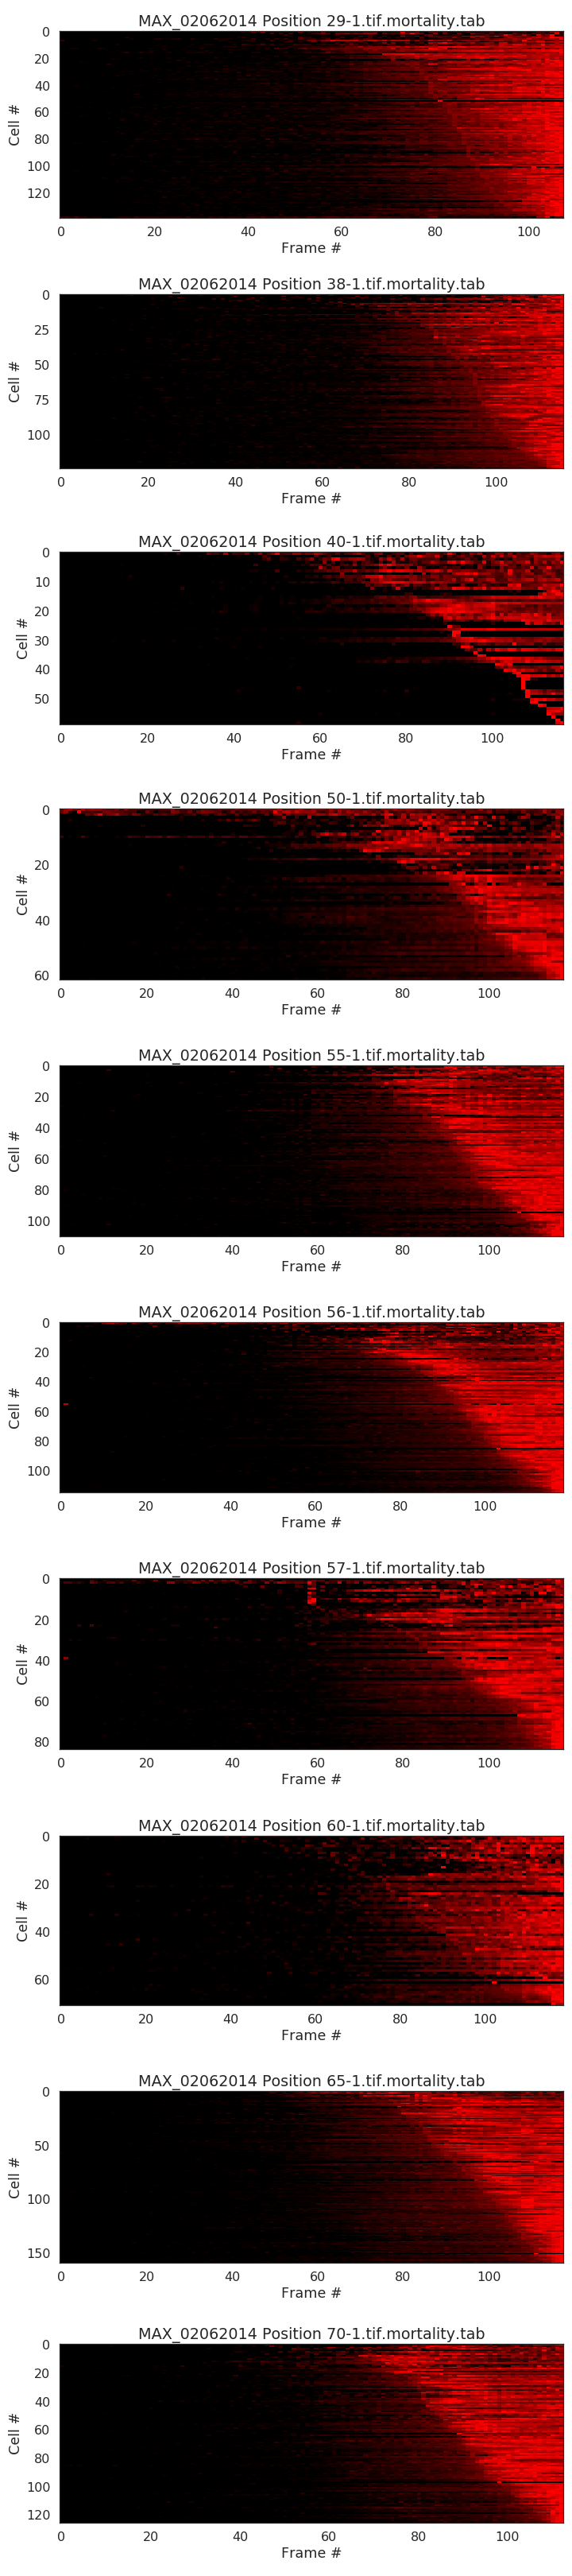 MAX_02062014 Position 29-1.tif.mortality.tab
0
20
40
60
80
100
120
Cell #
0 20 40 60 80 100
Frame #
MAX_02062014 Position 38-1.tif.mortality.tab
0
25
50
75
100
Cell #
0 20 40 60 80 100
Frame #
MAX_02062014 Position 40-1.tif.mortality.tab
0
10
20
30
40
50
Cell #
0 20 40 60 80 100
Frame #
MAX_02062014 Position 50-1.tif.mortality.tab
0
20
40
60
Cell #
0 20 40 60 80 100
Frame #
MAX_02062014 Position 55-1.tif.mortality.tab
0
20
40
60
80
100
Cell #
0 20 40 60 80 100
Frame #
MAX_02062014 Position 56-1.tif.mortality.tab
0
20
40
60
80
100
Cell #
0 20 40 60 80 100
Frame #
MAX_02062014 Position 57-1.tif.mortality.tab
0
20
40
60
80
Cell #
0 20 40 60 80 100
Frame #
MAX_02062014 Position 60-1.tif.mortality.tab
0
20
40
60
Cell #
0 20 40 60 80 100
Frame #
MAX_02062014 Position 65-1.tif.mortality.tab
0
50
100
150
Cell #
0 20 40 60 80 100
Frame #
MAX_02062014 Position 70-1.tif.mortality.tab
0
20
40
60
80
100
120
Cell #
0 20 40 60 80 100
Frame #